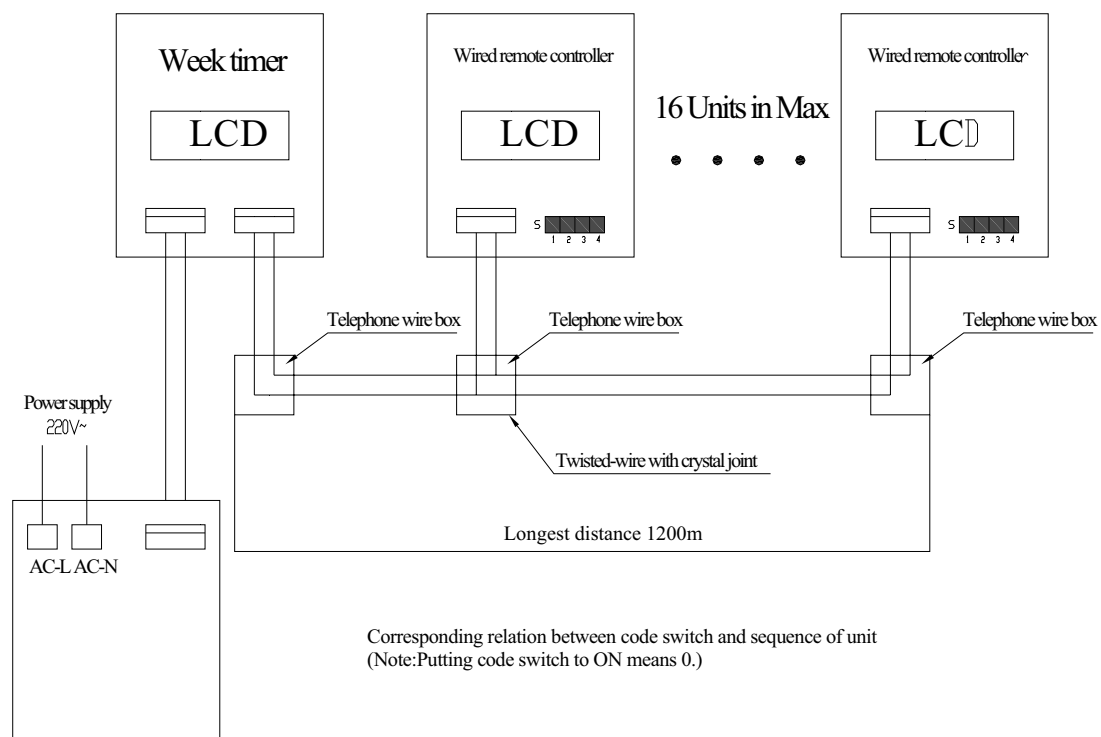 Week timer
LCD
Wired remote controller
LCD
S
1 2 3 4
16 Units in Max
Wired remote controller
LCD
S
1 2 3 4
Telephone wire box
Telephone wire box
Telephone wire box
Power supply
220V~
Twisted-wire with crystal joint
Longest distance 1200m
AC-L AC-N
Corresponding relation between code switch and sequence of unit
(Note:Putting code switch to ON means 0.)